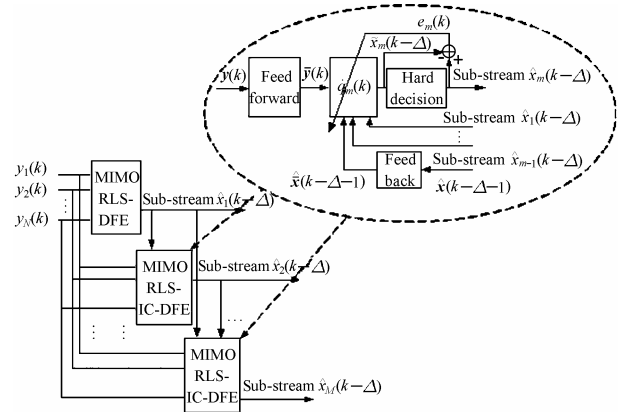 e_m(k)
x̃_m(k−Δ)
- +
y(k)
Feed
forward
ȳ(k)
q̇_m(k)
Hard
decision
Sub-stream x̂_m(k−Δ)
Sub-stream x̂_1(k−Δ)
⋮
Sub-stream x̂_{m−1}(k−Δ)
Feed
back
x̂(k−Δ−1)
x̂(k−Δ−1)
y_1(k)
y_2(k)
⋮
y_N(k)
MIMO
RLS-
DFE
Sub-stream x̂_1(k−Δ)
MIMO
RLS-
IC-DFE
Sub-stream x̂_2(k−Δ)
⋮ ⋮
…
MIMO
RLS-
IC-DFE
Sub-stream x̂_M(k−Δ)